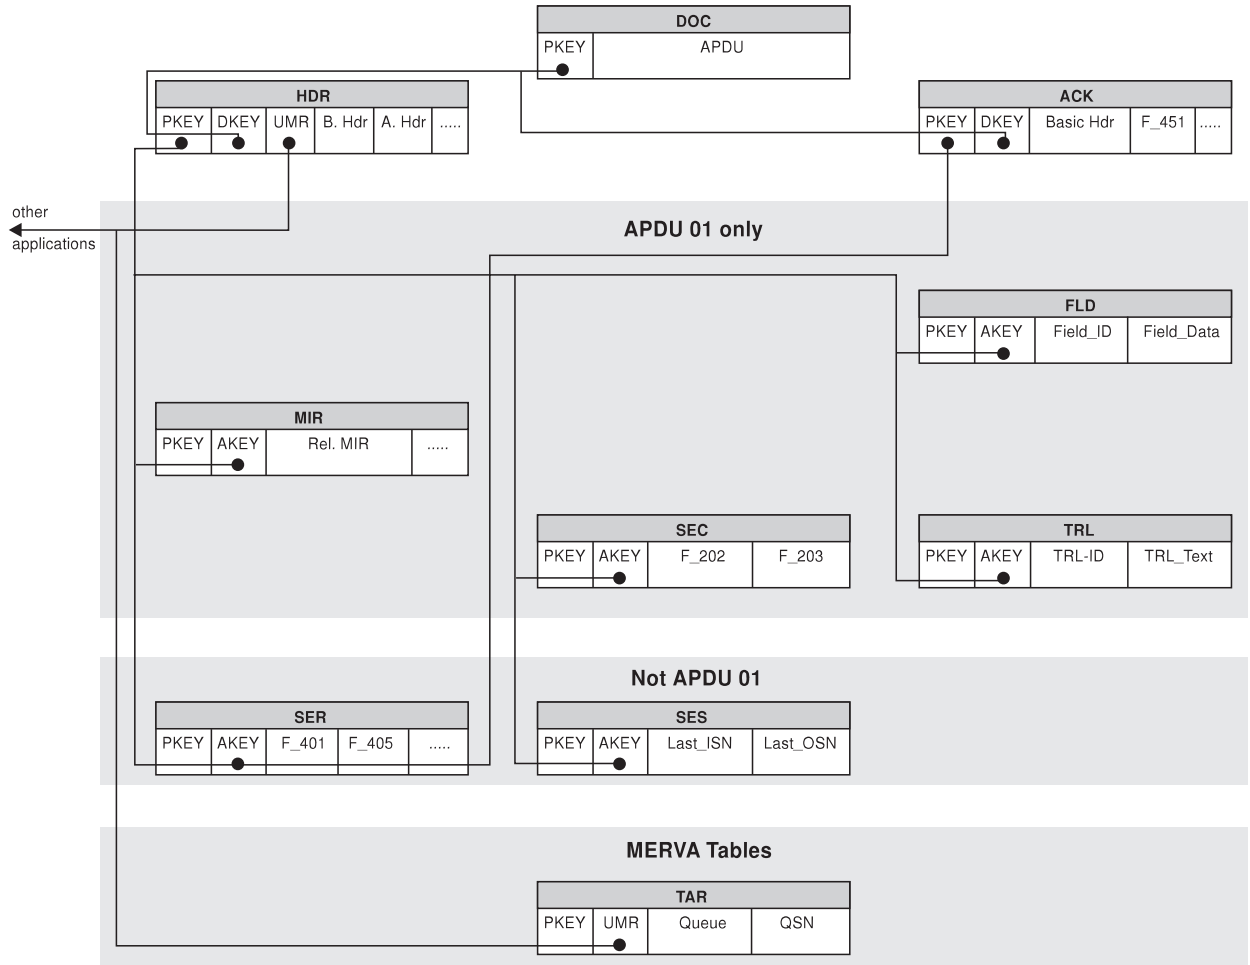 DOC
PKEY APDU
HDR
PKEY DKEY UMR B. Hdr A. Hdr .....
ACK
PKEY DKEY Basic Hdr F_451 .....
other
applications
APDU 01 only
FLD
PKEY AKEY Field_ID Field_Data
MIR
PKEY AKEY Rel. MIR .....
SEC
PKEY AKEY F_202 F_203
TRL
PKEY AKEY TRL-ID TRL_Text
Not APDU 01
SER
PKEY AKEY F_401 F_405 .....
SES
PKEY AKEY Last_ISN Last_OSN
MERVA Tables
TAR
PKEY UMR Queue QSN